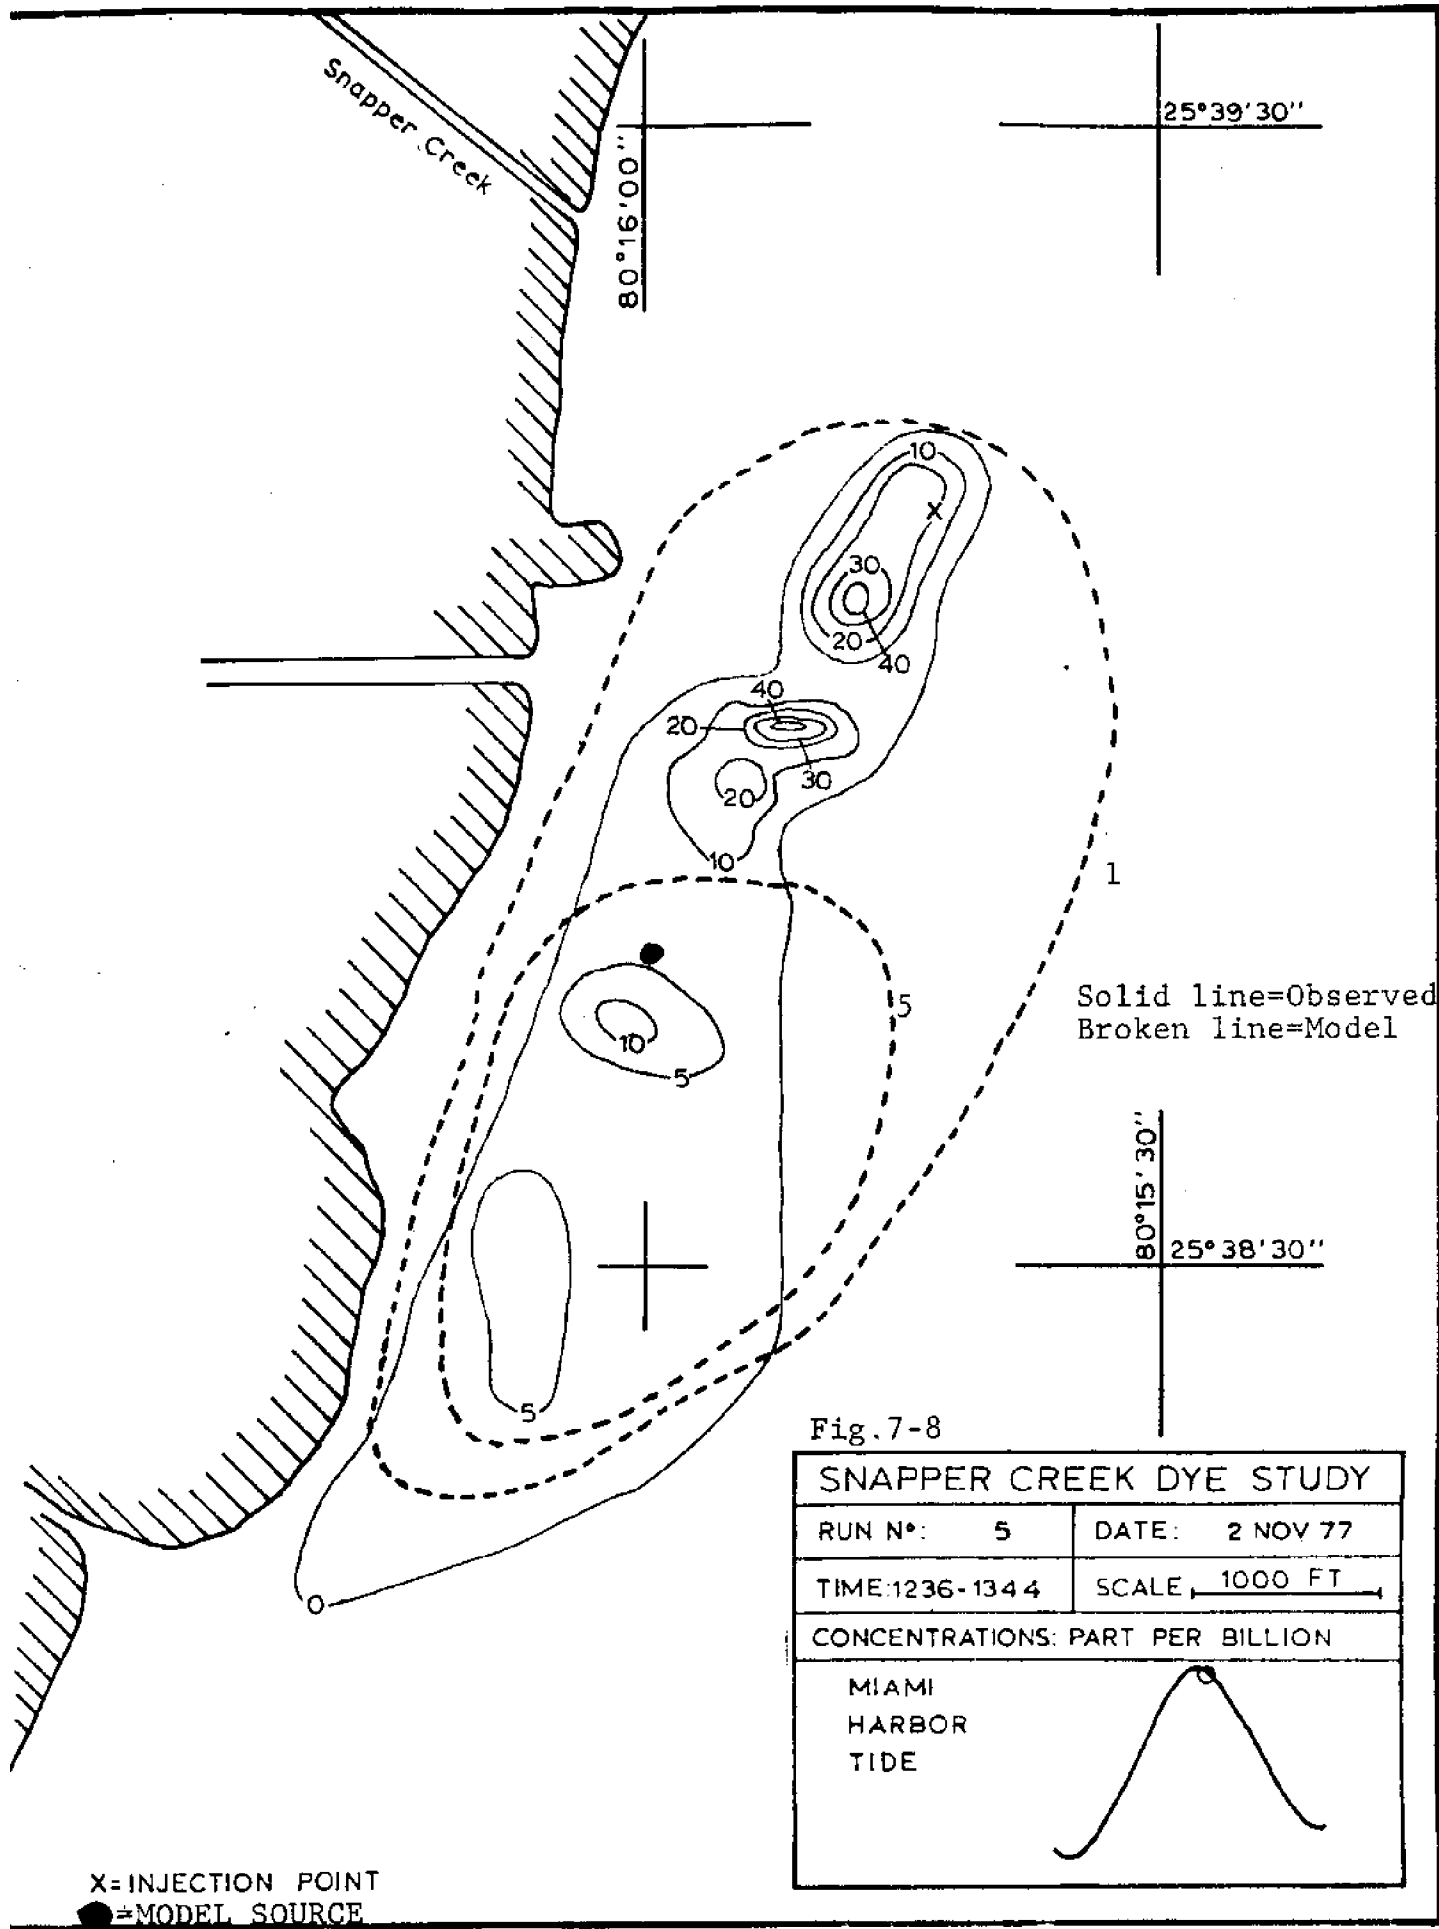 Snapper Creek
25°39'30"
80°16'00"
10
X
30
20
40
40
20
30
20
10
1
5
Solid line=Observed
Broken line=Model
10
5
80°15'30"
25°38'30"
5
0
Fig.7-8
SNAPPER CREEK DYE STUDY
RUN Nº: 5
DATE: 2 NOV 77
TIME:1236-1344
SCALE 1000 FT
CONCENTRATIONS: PART PER BILLION
MIAMI
HARBOR
TIDE
X=INJECTION POINT
=MODEL SOURCE